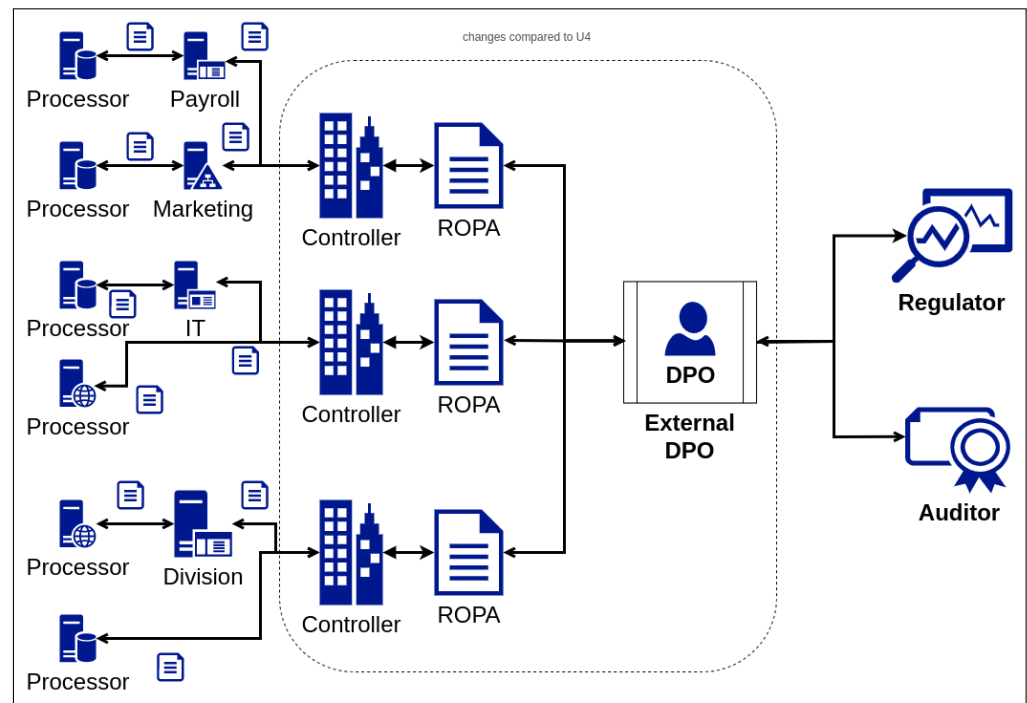 changes compared to U4
Processor
Payroll
Processor
Marketing
Controller
ROPA
Processor
IT
Processor
Controller
ROPA
DPO
External
DPO
Regulator
Auditor
Processor
Division
Processor
Controller
ROPA